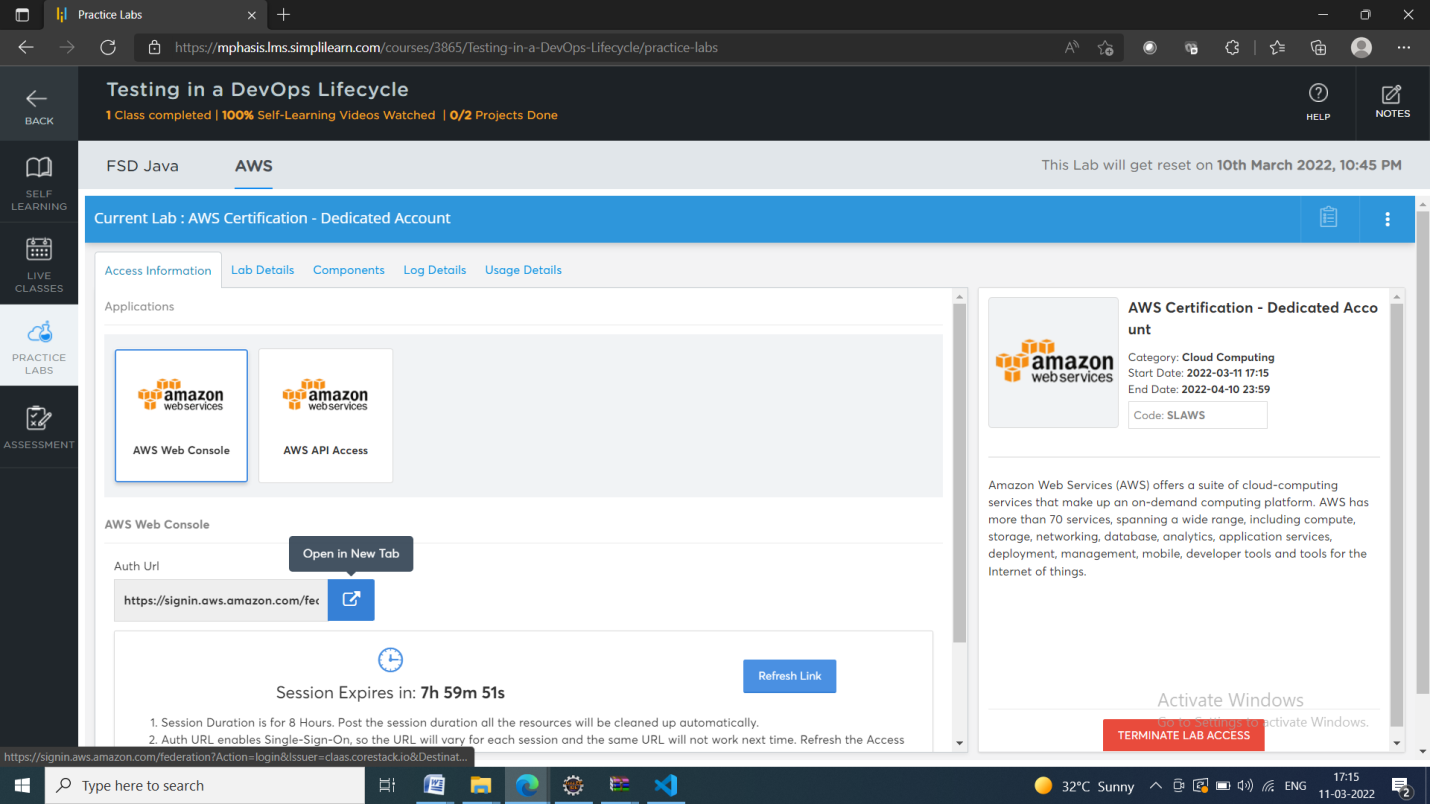 Practice Labs
https://mphasis.lms.simplilearn.com/courses/3865/Testing-in-a-DevOps-Lifecycle/practice-labs
BACK
Testing in a DevOps Lifecycle
1 Class completed | 100% Self-Learning Videos Watched | 0/2 Projects Done
HELP
NOTES
SELF
LEARNING
LIVE
CLASSES
PRACTICE
LABS
ASSESSMENT
FSD Java
AWS
This Lab will get reset on 10th March 2022, 10:45 PM
Current Lab : AWS Certification - Dedicated Account
Access Information
Lab Details
Components
Log Details
Usage Details
Applications
amazon
webservices
AWS Web Console
amazon
webservices
AWS API Access
AWS Web Console
Open in New Tab
Auth Url
https://signin.aws.amazon.com/fec
Session Expires in: 7h 59m 51s
Refresh Link
1. Session Duration is for 8 Hours. Post the session duration all the resources will be cleaned up automatically.
2. Auth URL enables Single-Sign-On, so the URL will vary for each session and the same URL will not work next time. Refresh the Access
amazon
webservices
AWS Certification - Dedicated Acco
unt
Category: Cloud Computing
Start Date: 2022-03-11 17:15
End Date: 2022-04-10 23:59
Code: SLAWS
Amazon Web Services (AWS) offers a suite of cloud-computing
services that make up an on-demand computing platform. AWS has
more than 70 services, spanning a wide range, including compute,
storage, networking, database, analytics, application services,
deployment, management, mobile, developer tools and tools for the
Internet of things.
Activate Windows
Go to Settings to activate Windows.
TERMINATE LAB ACCESS
https://signin.aws.amazon.com/federation?Action=login&Issuer=claas.corestack.io&Destinat...
Type here to search
32°C Sunny
ENG
17:15
11-03-2022
2